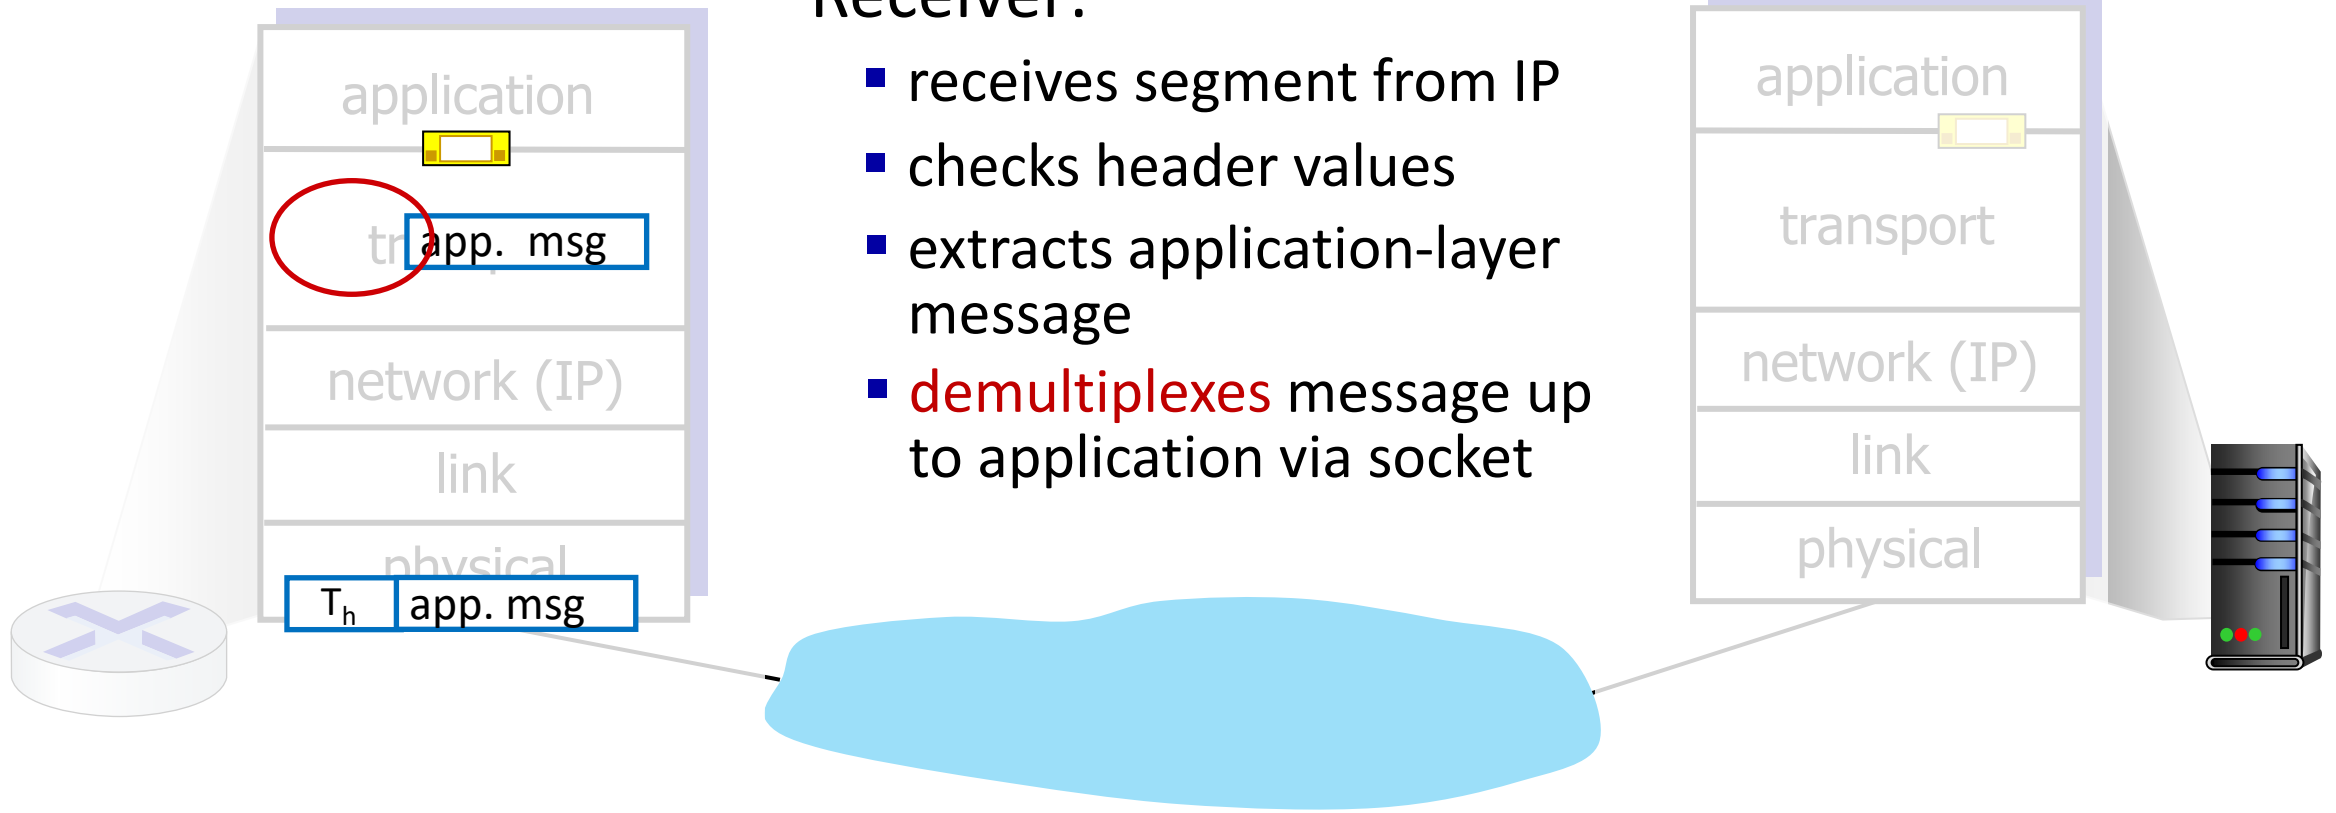 application
tr
app. msg
network (IP)
link
physical
Th app. msg
Receiver:
receives segment from IP
checks header values
extracts application-layer
message
demultiplexes message up
to application via socket
application
transport
network (IP)
link
physical